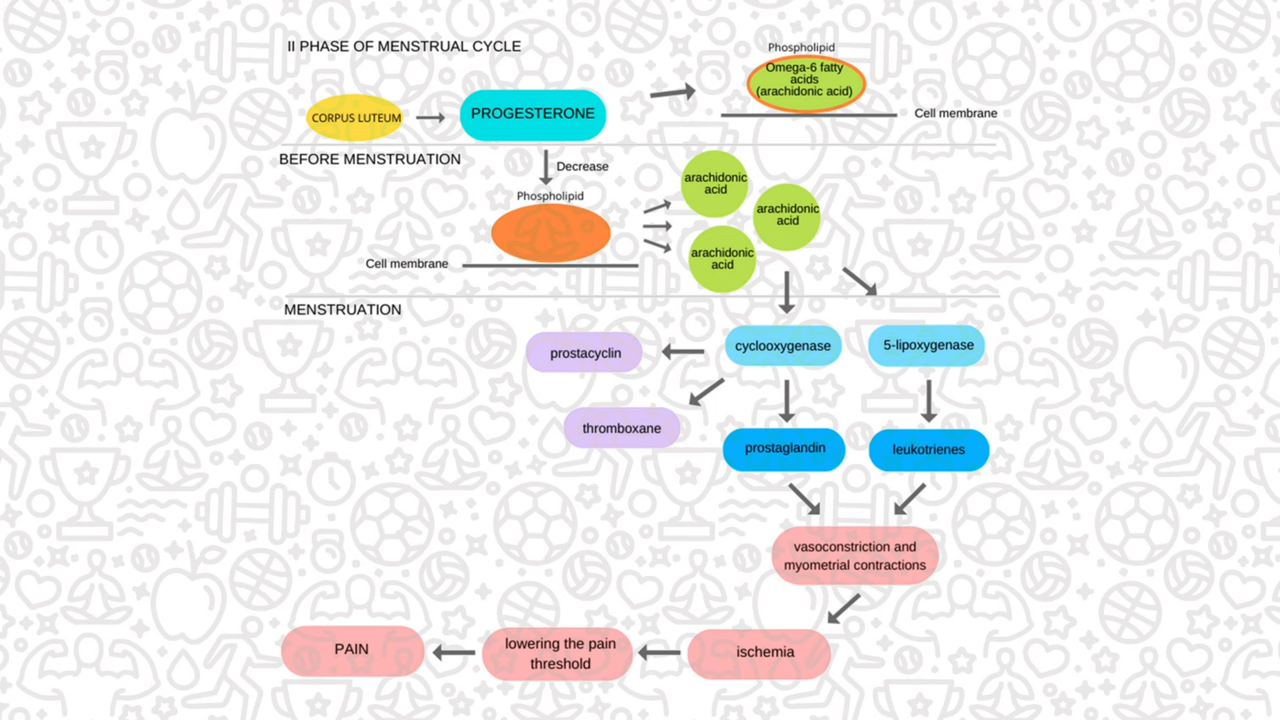 II PHASE OF MENSTRUAL CYCLE
Phospholipid
Omega-6 fatty
acids
(arachidonic acid)
CORPUS LUTEUM
PROGESTERONE
Cell membrane
BEFORE MENSTRUATION
Decrease
Phospholipid
arachidonic
acid
arachidonic
acid
arachidonic
acid
Cell membrane
MENSTRUATION
prostacyclin
cyclooxygenase
5-lipoxygenase
thromboxane
prostaglandin
leukotrienes
vasoconstriction and
myometrial contractions
PAIN
lowering the pain
threshold
ischemia